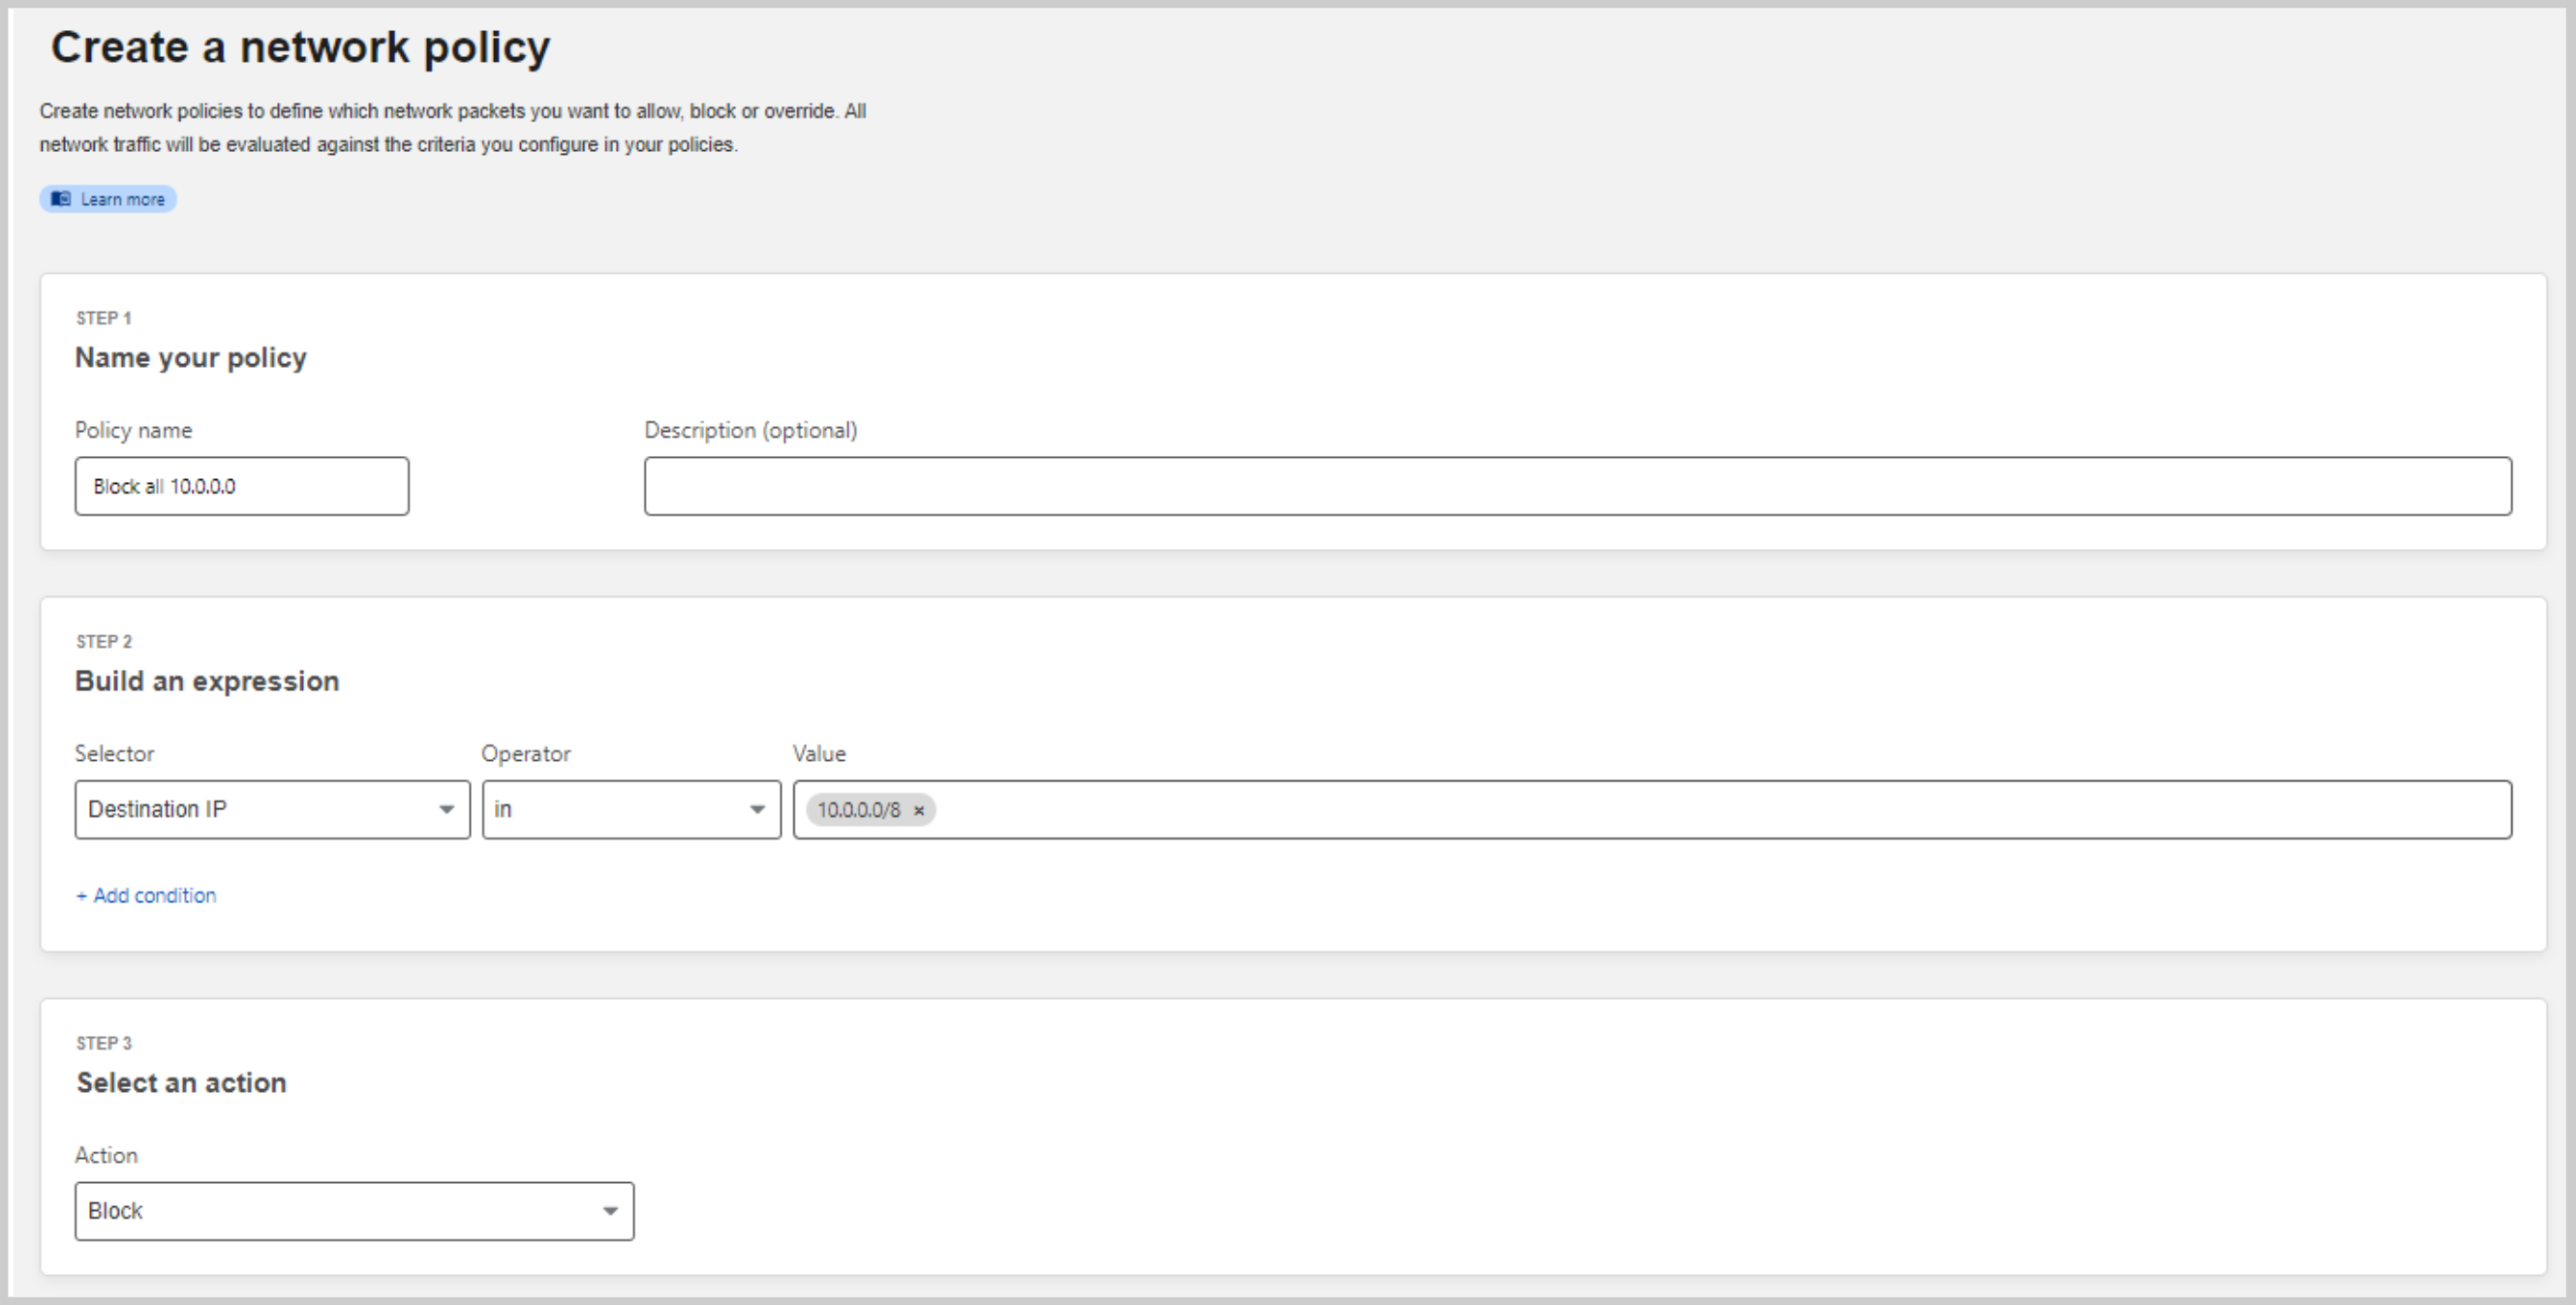 Create a network policy
Create network policies to define which network packets you want to allow, block or override. All
network traffic will be evaluated against the criteria you configure in your policies.
Learn more
STEP 1
Name your policy
Policy name
Description (optional)
Block all 10.0.0.0
STEP 2
Build an expression
Selector
Operator
Value
Destination IP
in
10.0.0.0/8 ×
+ Add condition
STEP 3
Select an action
Action
Block